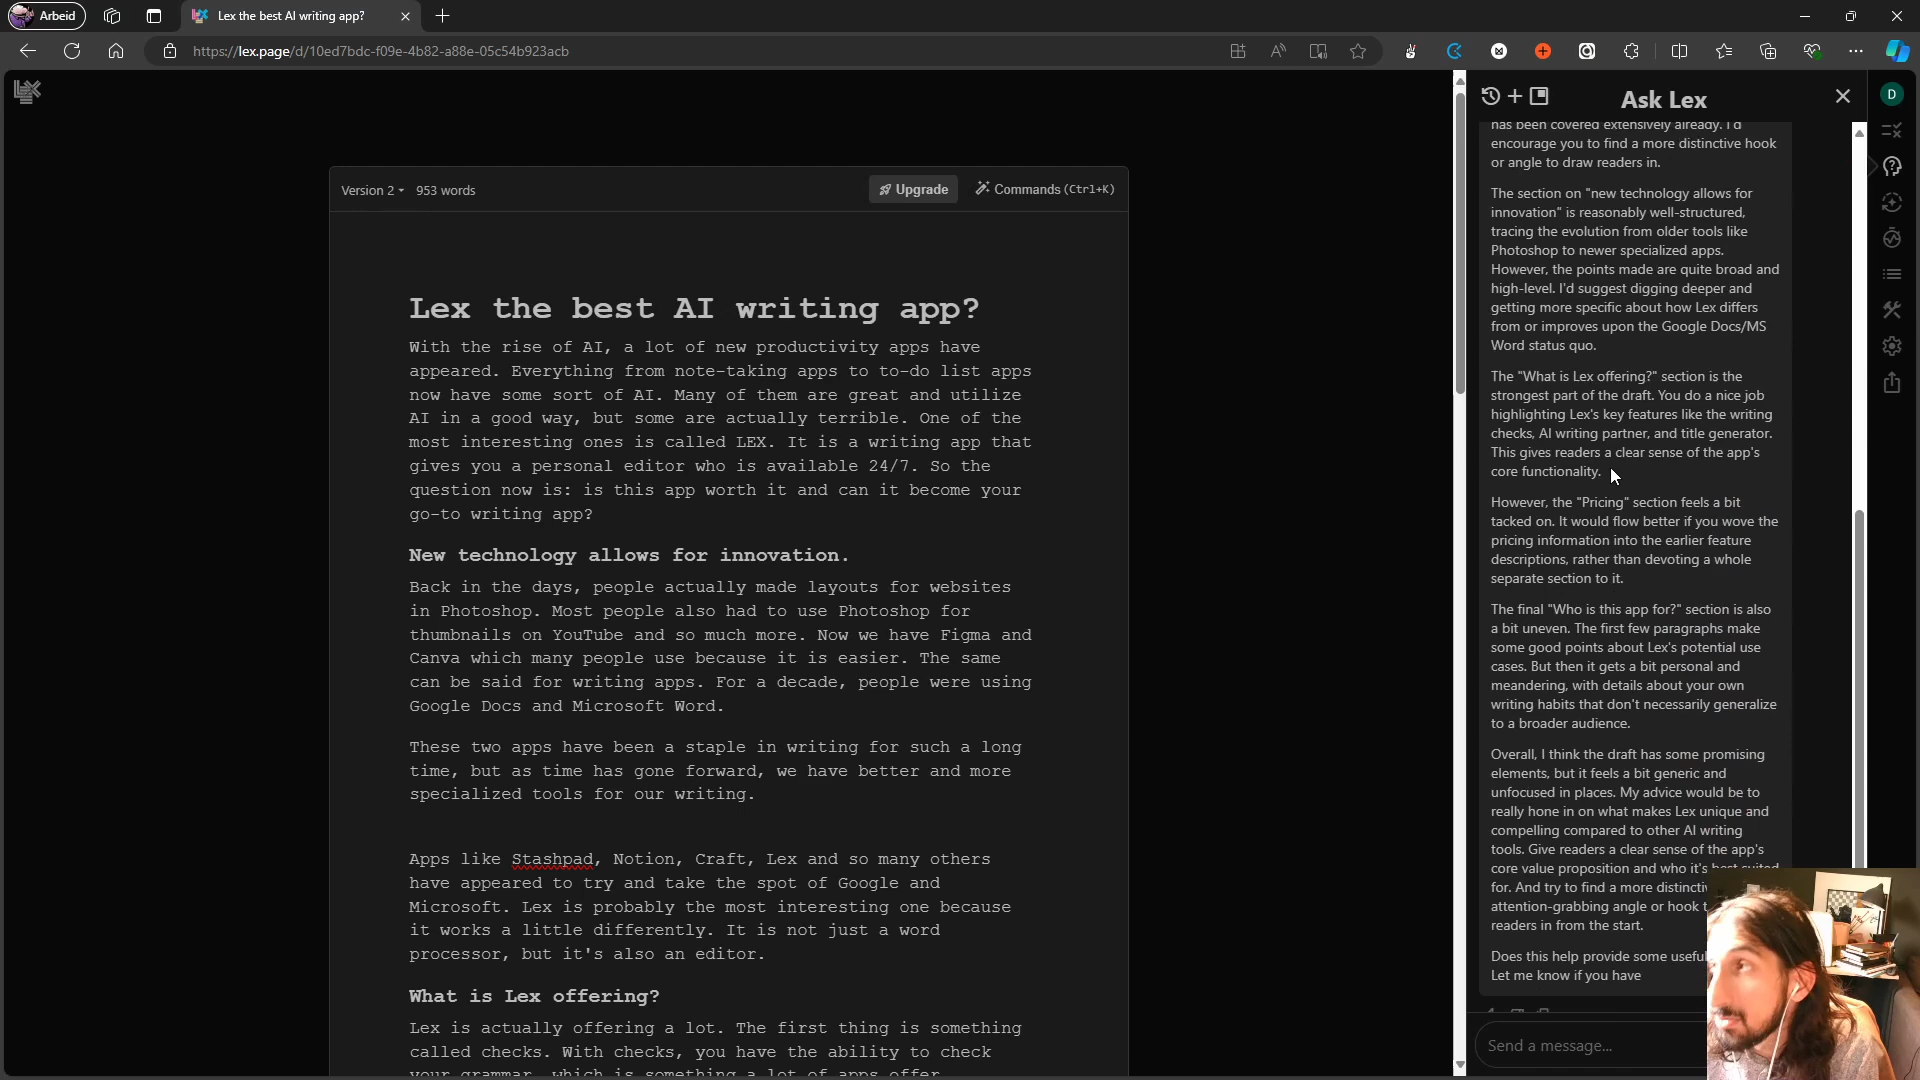 Arbeid
Lex the best AI writing app?
https://lex.page/d/10ed7bdc-f09e-4b82-a88e-05c54b923acb
Version 2
953 words
Upgrade
Commands (Ctrl+K)
Lex the best AI writing app?
With the rise of AI, a lot of new productivity apps have
appeared. Everything from note-taking apps to to-do list apps
now have some sort of AI. Many of them are great and utilize
AI in a good way, but some are actually terrible. One of the
most interesting ones is called LEX. It is a writing app that
gives you a personal editor who is available 24/7. So the
question now is: is this app worth it and can it become your
go-to writing app?
New technology allows for innovation.
Back in the days, people actually made layouts for websites
in Photoshop. Most people also had to use Photoshop for
thumbnails on YouTube and so much more. Now we have Figma and
Canva which many people use because it is easier. The same
can be said for writing apps. For a decade, people were using
Google Docs and Microsoft Word.
These two apps have been a staple in writing for such a long
time, but as time has gone forward, we have better and more
specialized tools for our writing.
Apps like Stashpad, Notion, Craft, Lex and so many others
have appeared to try and take the spot of Google and
Microsoft. Lex is probably the most interesting one because
it works a little differently. It is not just a word
processor, but it's also an editor.
What is Lex offering?
Lex is actually offering a lot. The first thing is something
called checks. With checks, you have the ability to check
your grammar, which is something a lot of apps offer
Ask Lex
D
has been covered extensively already. I'd
encourage you to find a more distinctive hook
or angle to draw readers in.
The section on "new technology allows for
innovation" is reasonably well-structured,
tracing the evolution from older tools like
Photoshop to newer specialized apps.
However, the points made are quite broad and
high-level. I'd suggest digging deeper and
getting more specific about how Lex differs
from or improves upon the Google Docs/MS
Word status quo.
The "What is Lex offering?" section is the
strongest part of the draft. You do a nice job
highlighting Lex's key features like the writing
checks, AI writing partner, and title generator.
This gives readers a clear sense of the app's
core functionality.
However, the "Pricing" section feels a bit
tacked on. It would flow better if you wove the
pricing information into the earlier feature
descriptions, rather than devoting a whole
separate section to it.
The final "Who is this app for?" section is also
a bit uneven. The first few paragraphs make
some good points about Lex's potential use
cases. But then it gets a bit personal and
meandering, with details about your own
writing habits that don't necessarily generalize
to a broader audience.
Overall, I think the draft has some promising
elements, but it feels a bit generic and
unfocused in places. My advice would be to
really hone in on what makes Lex unique and
compelling compared to other AI writing
tools. Give readers a clear sense of the app's
core value proposition and who it's best suited
for. And try to find a more distinctiv
attention-grabbing angle or hook t
readers in from the start.
Does this help provide some useful
Let me know if you have
Send a message...